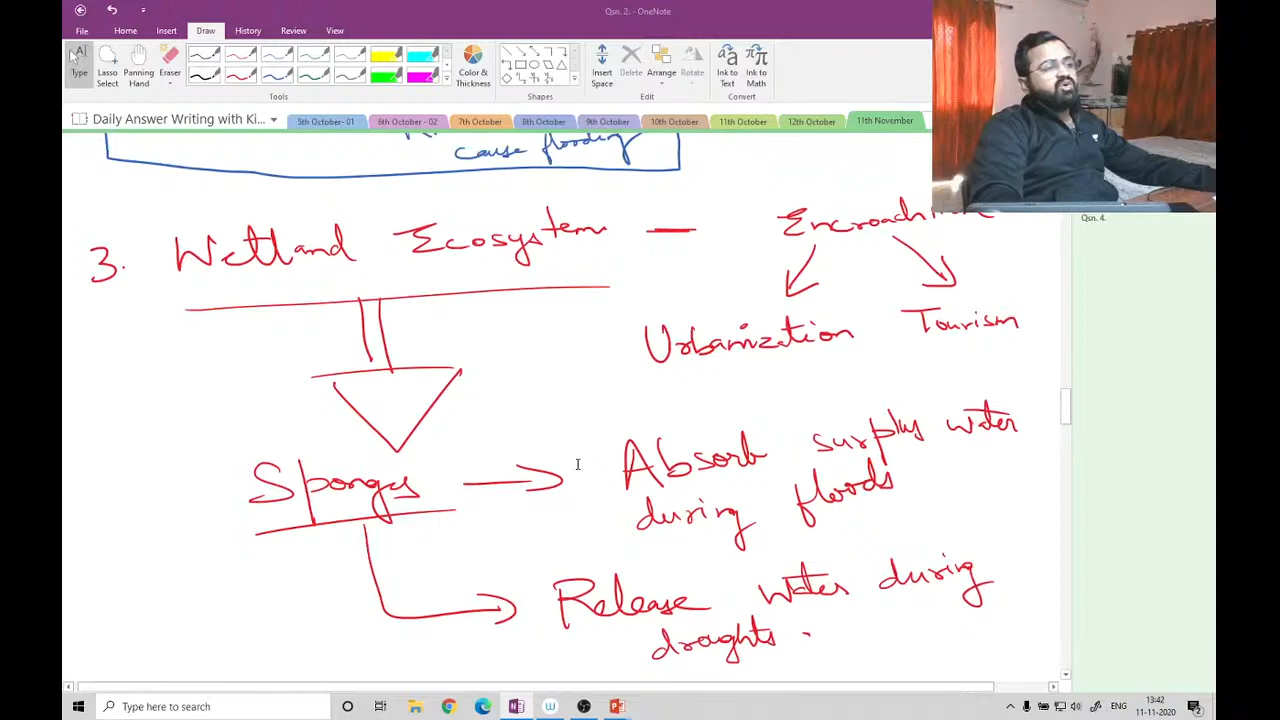 Qsn. 2. - OneNote
File Home Insert Draw History Review View
Type
Lasso Select
Panning Hand
Eraser
Color & Thickness
Insert Space
Delete
Arrange
Rotate
Ink to Text
Ink to Math
Tools
Shapes
Edit
Convert
Daily Answer Writing with Ki...
5th October- 01
6th October - 02
7th October
8th October
9th October
10th October
11th October
12th October
11th November
Qsn. 4.
cause flooding
3. Wetland Ecosystem — Encroachm
Urbanization Tourism
Sponges → Absorb surplus water
during floods
Release water during
droughts.
Type here to search
13:42
11-11-2020
2